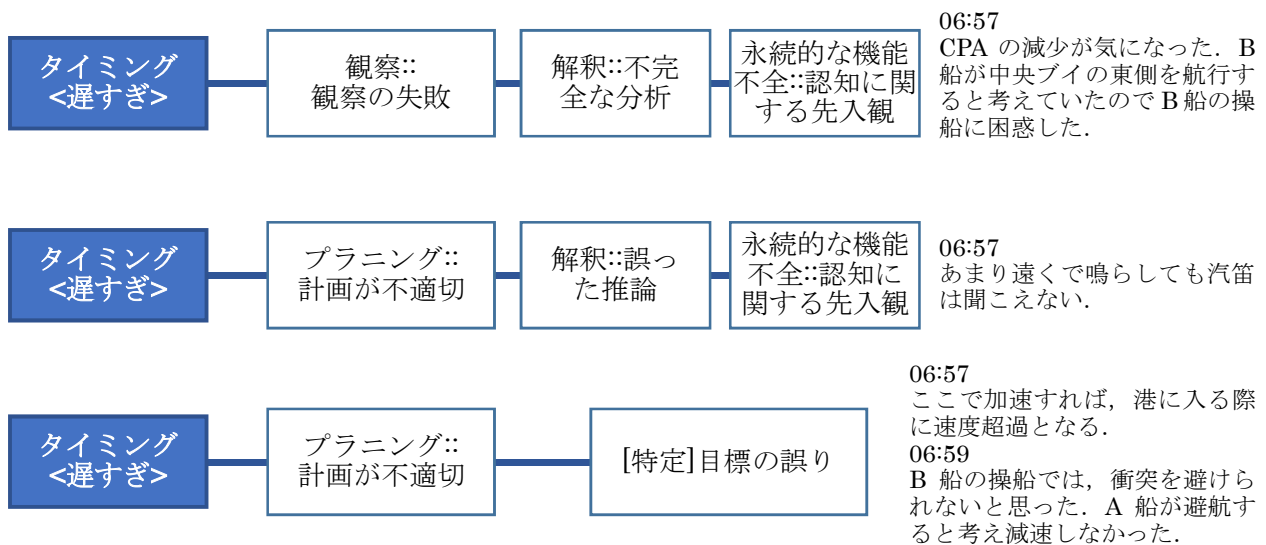 タイミング
<遅すぎ>
観察::
観察の失敗
解釈::不完
全な分析
永続的な機能
不全::認知に関
する先入観
06:57
CPA の減少が気になった．B
船が中央ブイの東側を航行す
ると考えていたので B 船の操
船に困惑した．
タイミング
<遅すぎ>
プラニング::
計画が不適切
解釈::誤っ
た推論
永続的な機能
不全::認知に
関する先入観
06:57
あまり遠くで鳴らしても汽笛
は聞こえない．
タイミング
<遅すぎ>
プラニング::
計画が不適切
[特定]目標の誤り
06:57
ここで加速すれば，港に入る際
に速度超過となる．
06:59
B 船の操船では，衝突を避けら
れないと思った．A 船が避航す
ると考え減速しなかった．